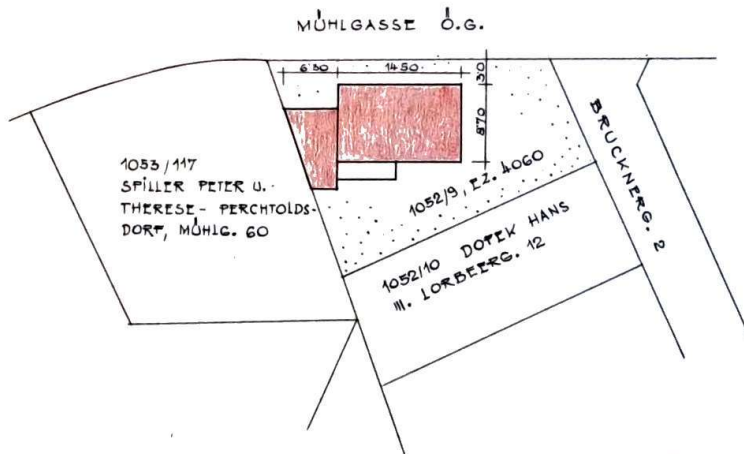 MÜHLGASSE Ö.G.
6 30
14 50
30
8 70
1053/117
SPILLER PETER U.
THERESE - PERCHTOLDS-
DORF, MÜHLG. 60
1052/9, EZ. 4060
1052/10 DOTEK HANS
III. LORBEERG. 12
BRUCKNERG. 2